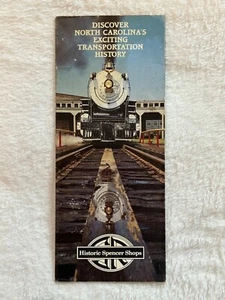 DISCOVER
NORTH CAROLINA'S
EXCITING
TRANSPORTATION
HISTORY
Historic Spencer Shops